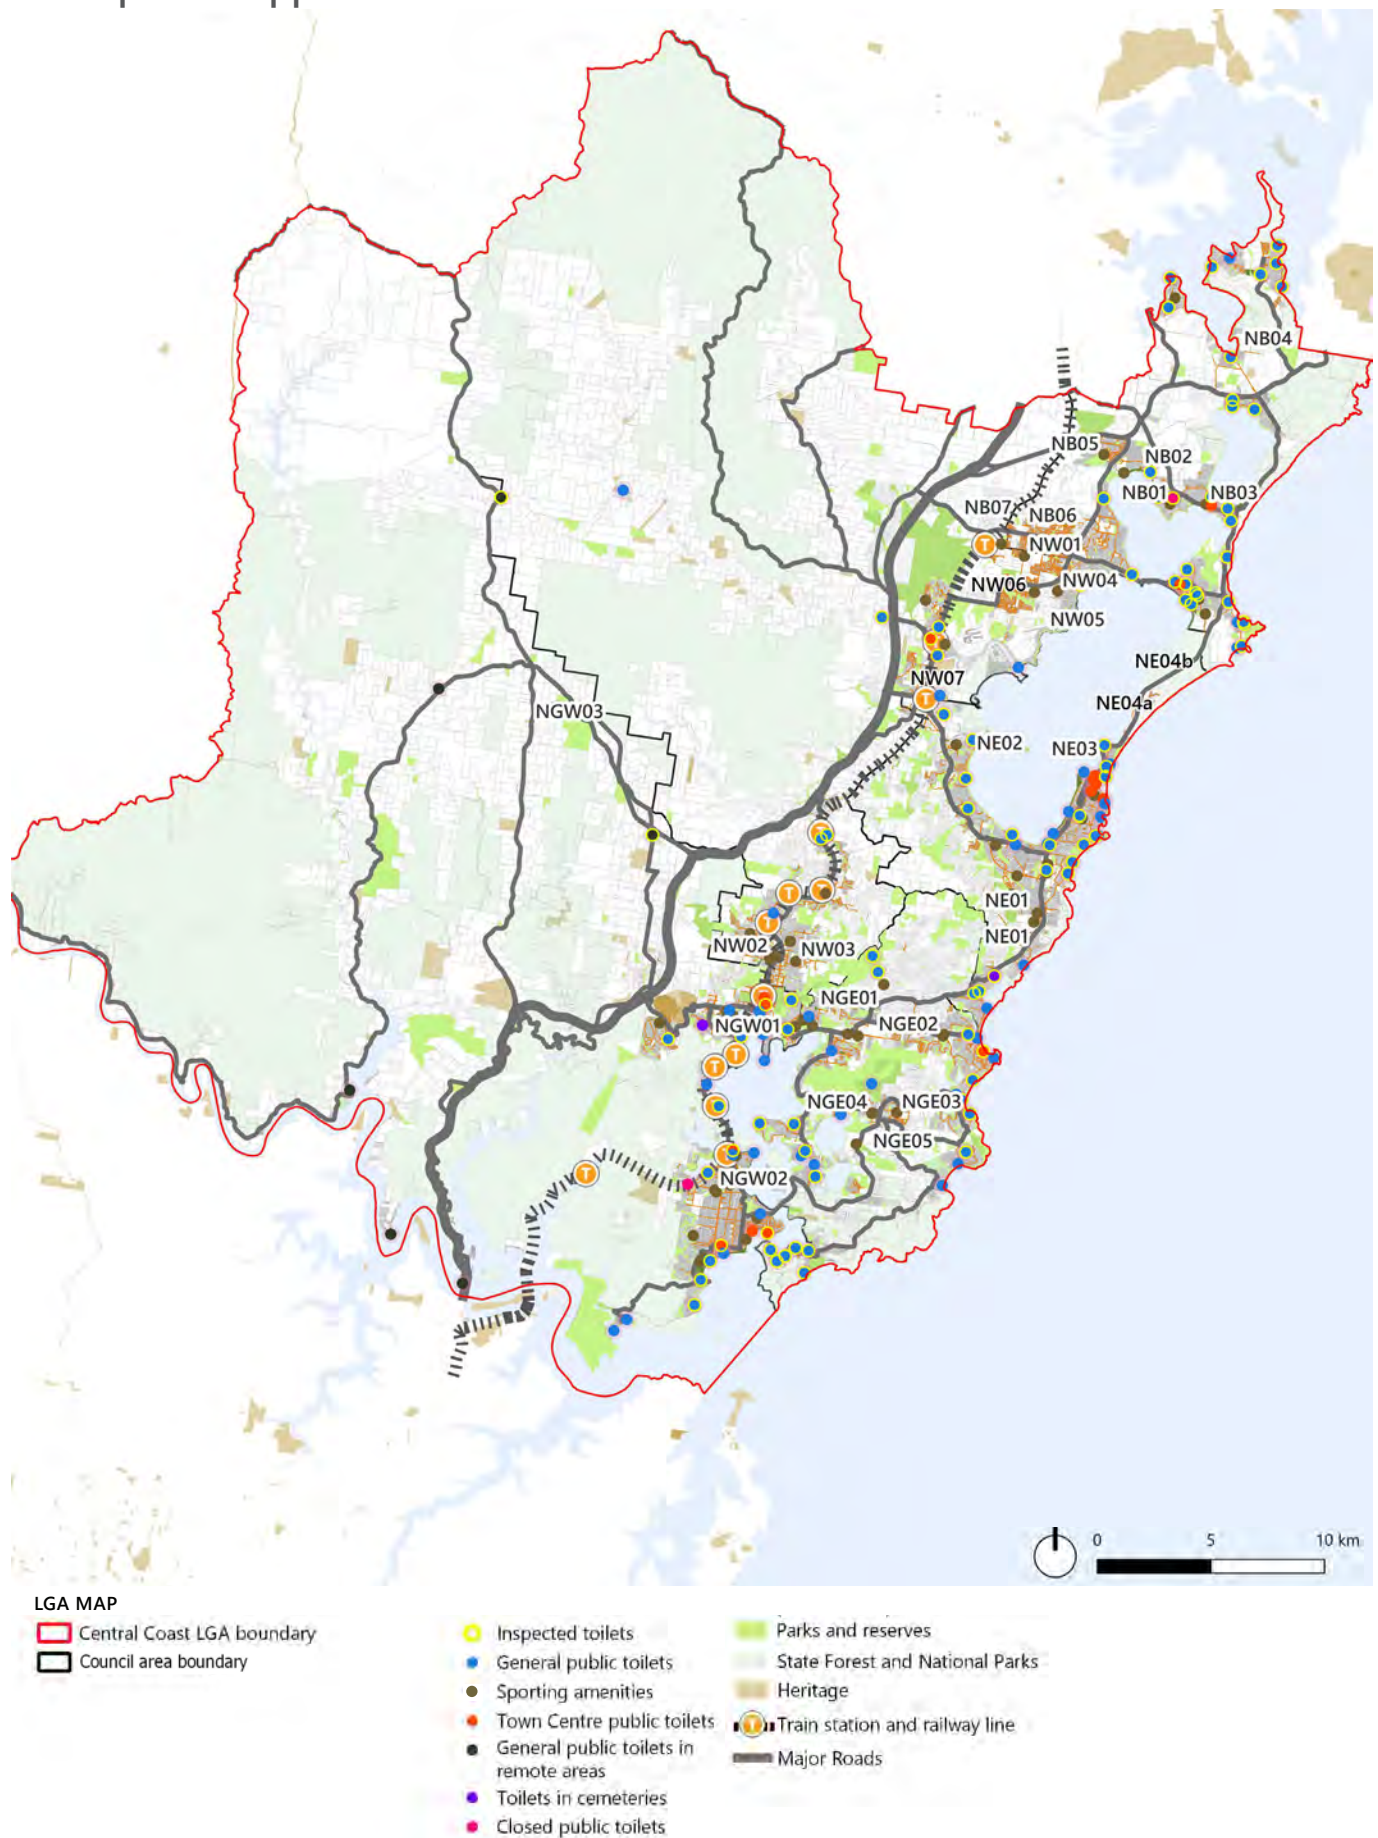 NB04
NB05
NB02
NB01
NB03
NB07
NB06
NW01
NW06
NW04
NW05
NE04b
NW07
NE04a
NGW03
NE02
NE03
NE01
NE01
NW02
NW03
NGE01
NGW01
NGE02
NGE04
NGE03
NGE05
NGW02
T
T
T
T
T
T
T
T
T
T
T
T
0 5 10 km
LGA MAP
Central Coast LGA boundary
Council area boundary
Inspected toilets
General public toilets
Sporting amenities
Town Centre public toilets
General public toilets in
remote areas
Toilets in cemeteries
Closed public toilets
Parks and reserves
State Forest and National Parks
Heritage
T Train station and railway line
Major Roads